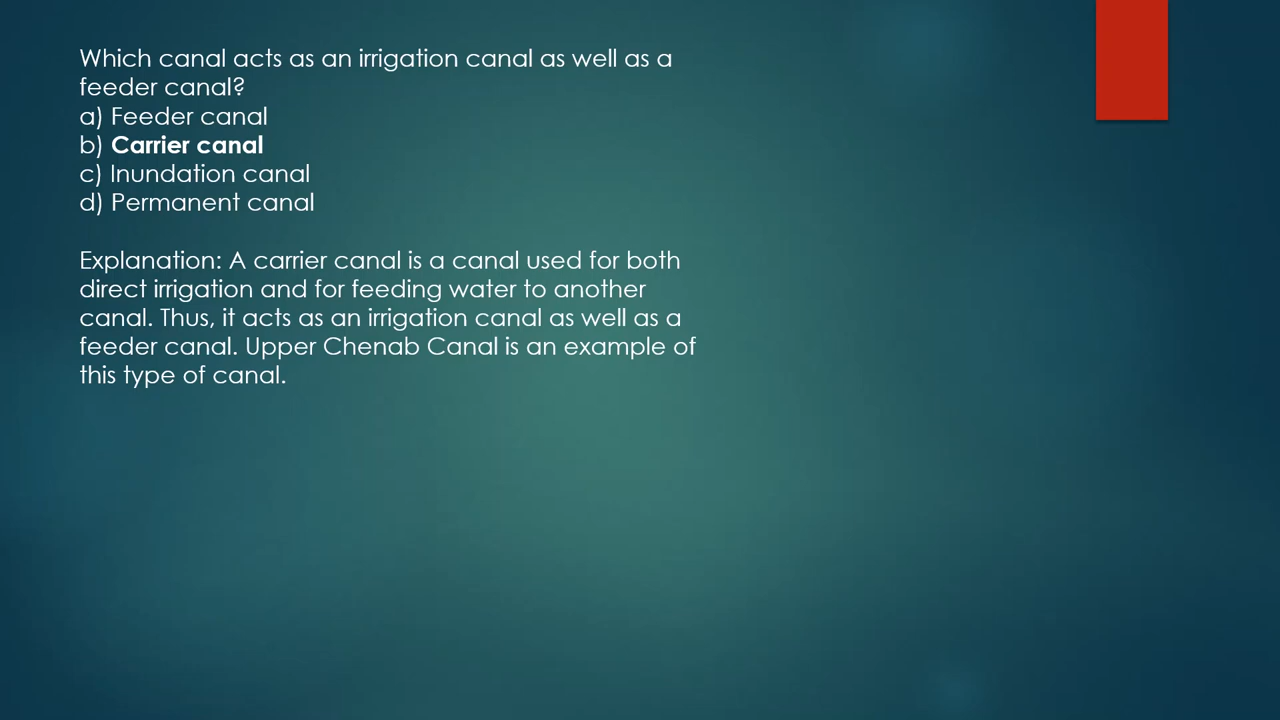 Which canal acts as an irrigation canal as well as a
feeder canal?
a) Feeder canal
b) Carrier canal
c) Inundation canal
d) Permanent canal
Explanation: A carrier canal is a canal used for both
direct irrigation and for feeding water to another
canal. Thus, it acts as an irrigation canal as well as a
feeder canal. Upper Chenab Canal is an example of
this type of canal.